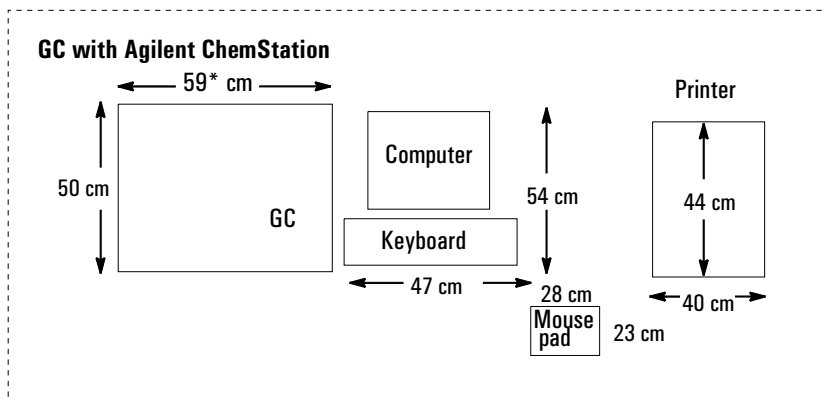 GC with Agilent ChemStation
59* cm
Printer
Computer
50 cm
54 cm
44 cm
GC
Keyboard
47 cm
28 cm
40 cm
Mouse
pad
23 cm